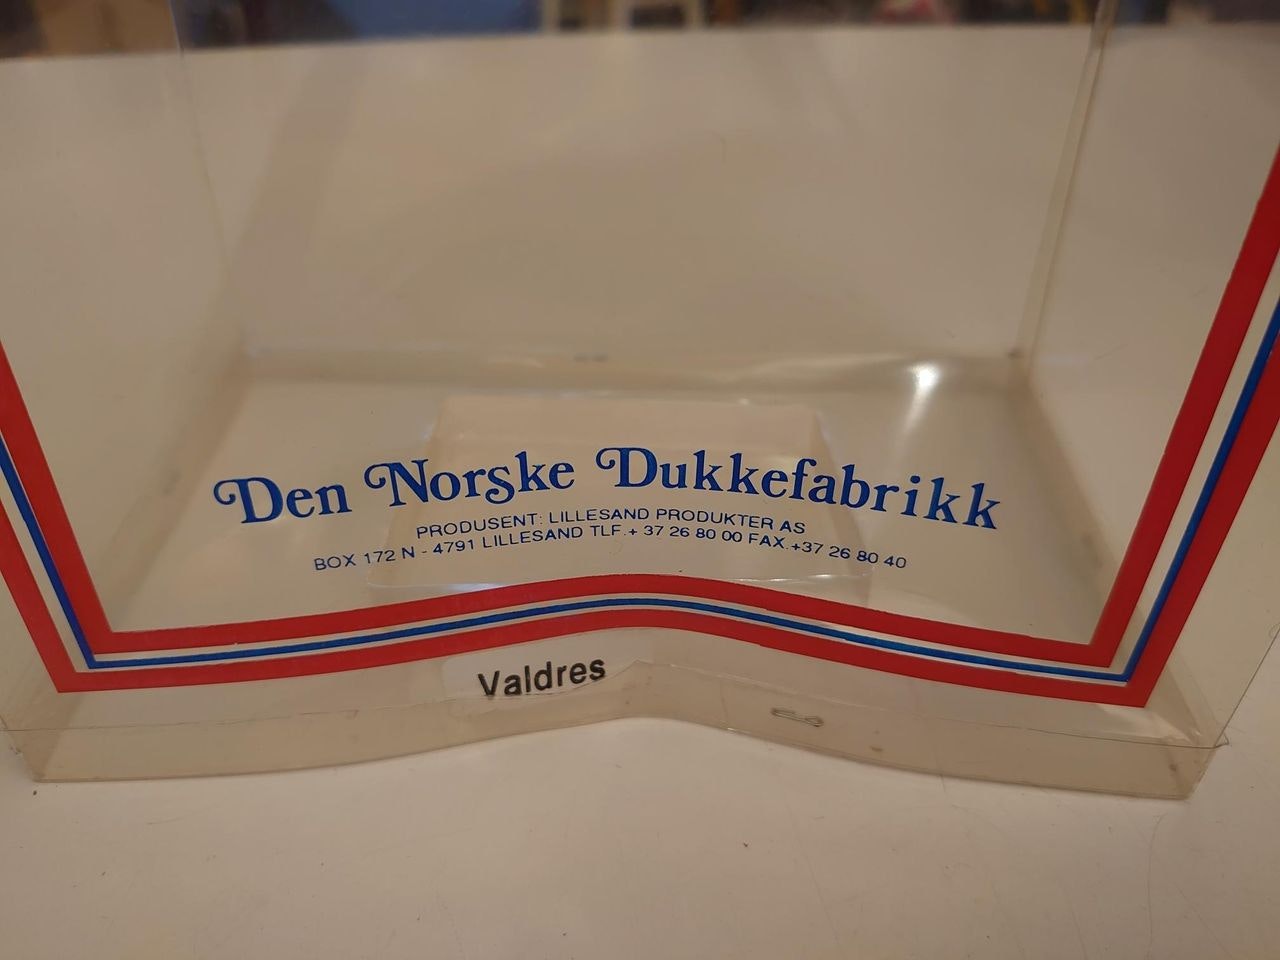 Den Norske Dukkefabrikk
PRODUSENT: LILLESAND PRODUKTER AS
BOX 172 N - 4791 LILLESAND TLF.+ 37 26 80 00 FAX.+37 26 80 40
Valdres